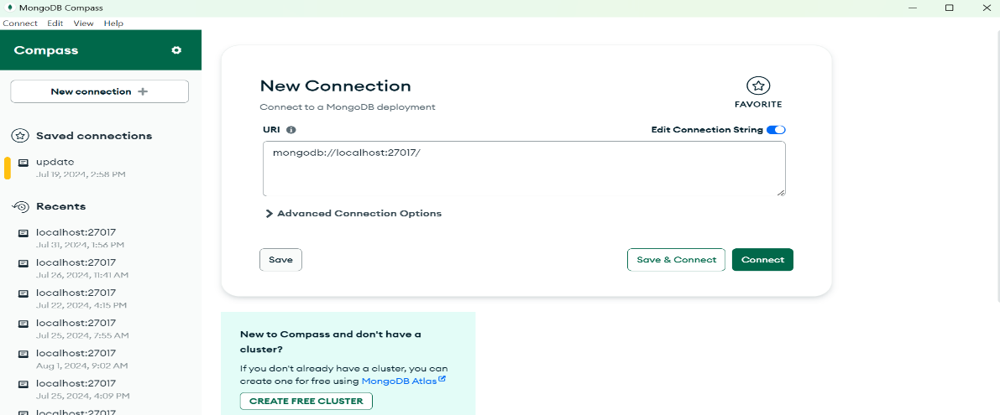 MongoDB Compass
Connect Edit View Help
Compass
New connection
Saved connections
update
Jul 19, 2024, 2:58 PM
Recents
localhost:27017
Jul 31, 2024, 1:56 PM
localhost:27017
Jul 26, 2024, 11:41 AM
localhost:27017
Jul 22, 2024, 4:15 PM
localhost:27017
Jul 25, 2024, 7:55 AM
localhost:27017
Aug 1, 2024, 9:02 AM
localhost:27017
Jul 25, 2024, 4:09 PM
localhost:27017
New Connection
Connect to a MongoDB deployment
FAVORITE
URI
Edit Connection String
mongodb://localhost:27017/
Advanced Connection Options
Save
Save & Connect
Connect
New to Compass and don't have a
cluster?
If you don't already have a cluster, you can
create one for free using MongoDB Atlas
CREATE FREE CLUSTER